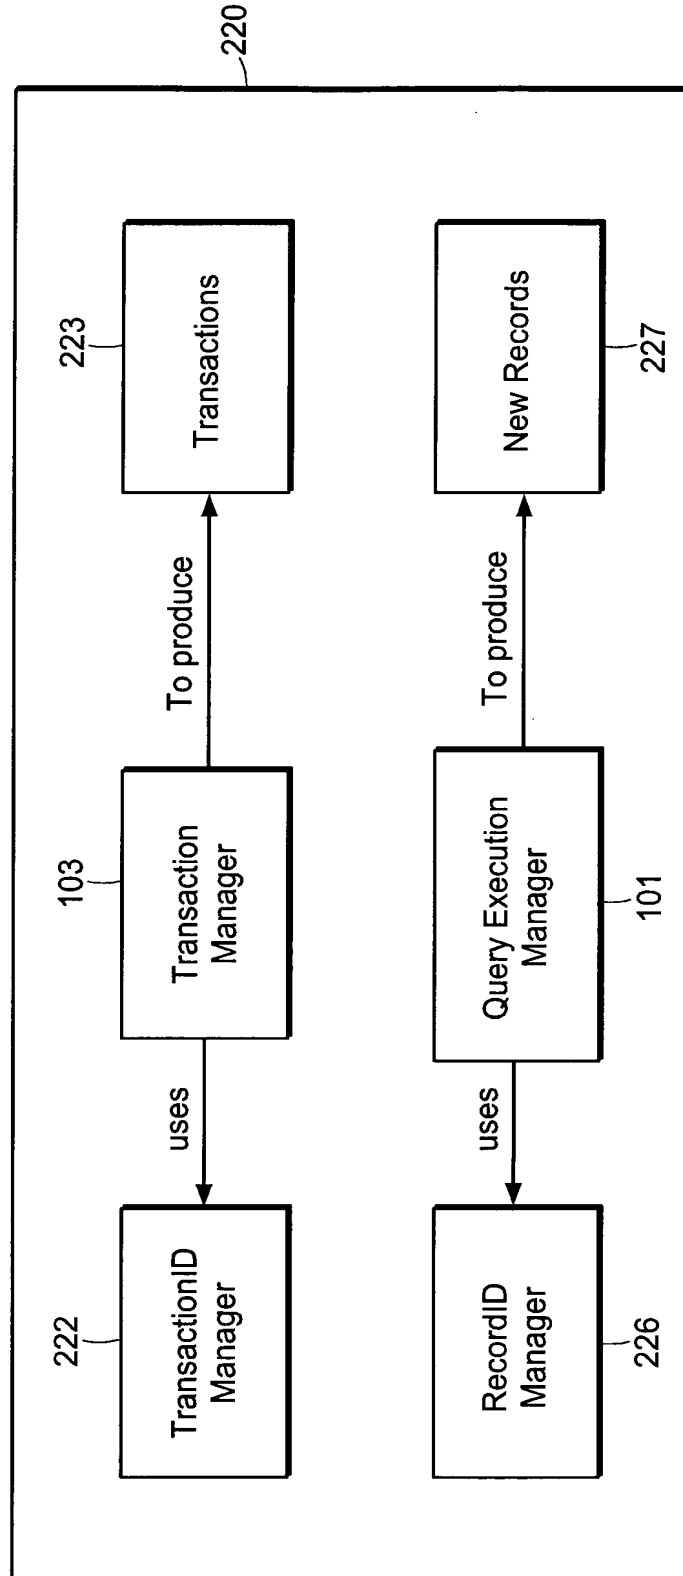 220
222
TransactionID
Manager
uses
103
Transaction
Manager
To produce
223
Transactions
RecordID
Manager
226
uses
Query Execution
Manager
101
To produce
New Records
227